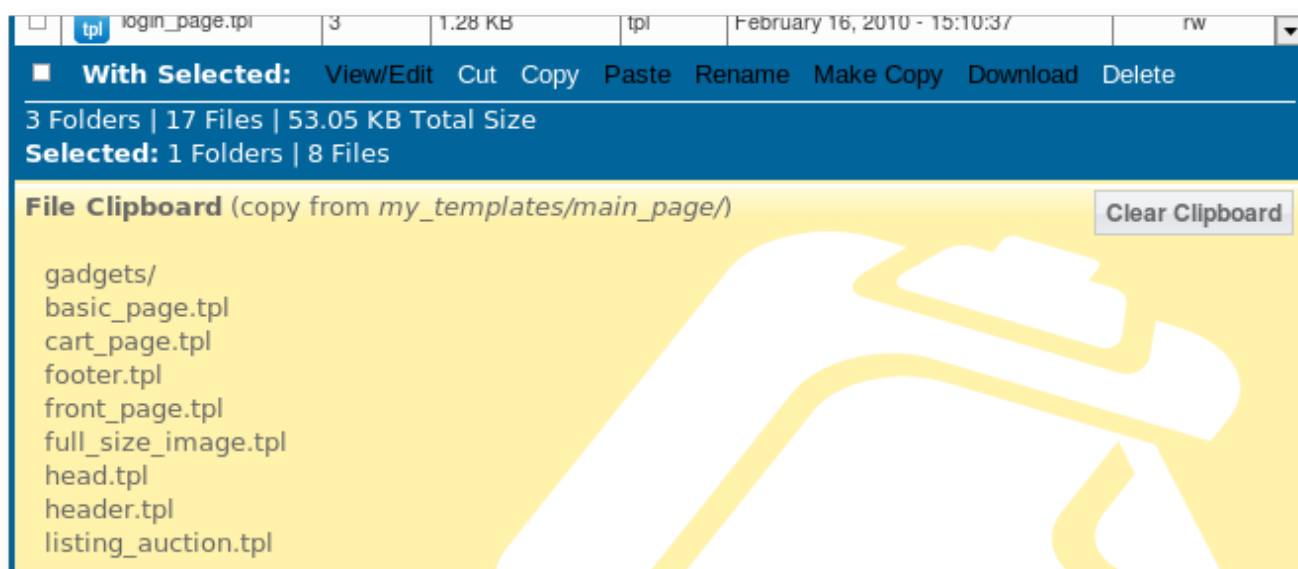 tpl login_page.tpl 3 1.28 KB tpl February 16, 2010 - 15:10:37 rw
With Selected: View/Edit Cut Copy Paste Rename Make Copy Download Delete
3 Folders | 17 Files | 53.05 KB Total Size
Selected: 1 Folders | 8 Files
File Clipboard (copy from my_templates/main_page/) Clear Clipboard
gadgets/
basic_page.tpl
cart_page.tpl
footer.tpl
front_page.tpl
full_size_image.tpl
head.tpl
header.tpl
listing_auction.tpl